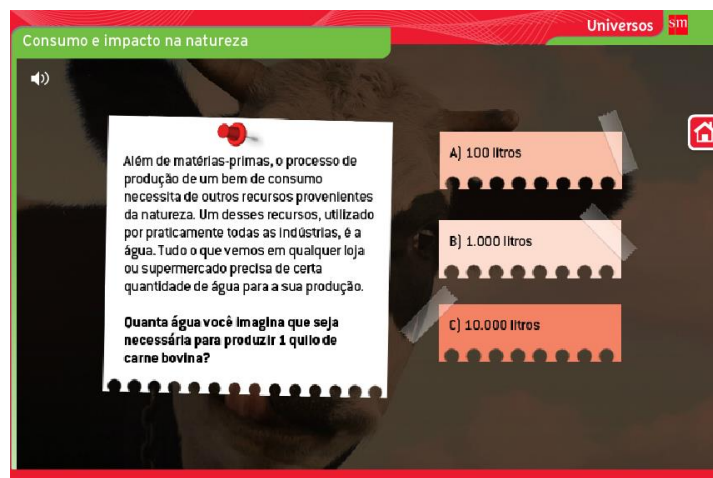 Universos sm
Consumo e impacto na natureza
Além de matérias-primas, o processo de
produção de um bem de consumo
necessita de outros recursos provenientes
da natureza. Um desses recursos, utilizado
por praticamente todas as indústrias, é a
água. Tudo o que vemos em qualquer loja
ou supermercado precisa de certa
quantidade de água para a sua produção.
Quanta água você imagina que seja
necessária para produzir 1 quilo de
carne bovina?
A) 100 litros
B) 1.000 litros
C) 10.000 litros